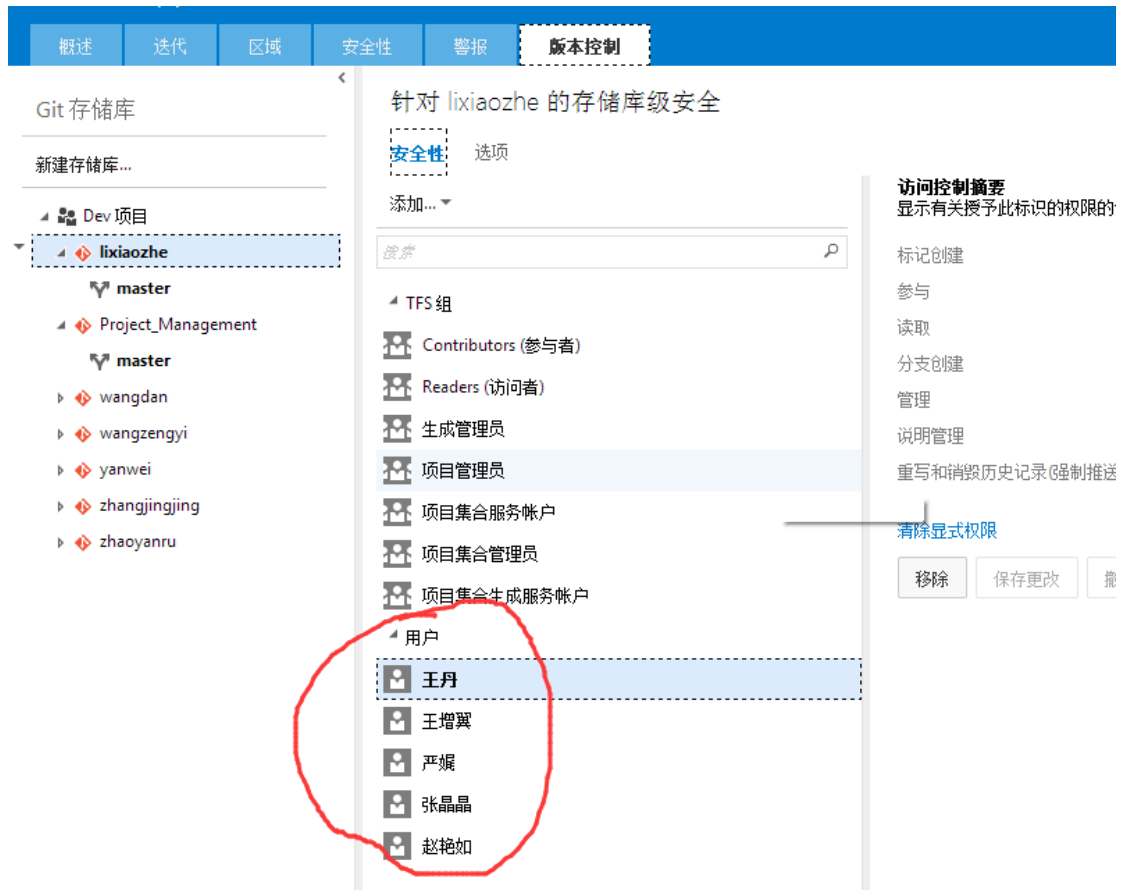 概述 迭代 区域 安全性 警报 版本控制
Git 存储库
新建存储库...
Dev 项目
lixiaozhe
master
Project_Management
master
wangdan
wangzengyi
yanwei
zhangjingjing
zhaoyanru
针对 lixiaozhe 的存储库级安全
安全性 选项
添加...
搜索
TFS 组
Contributors (参与者)
Readers (访问者)
生成管理员
项目管理员
项目集合服务帐户
项目集合管理员
项目集合生成服务帐户
用户
王丹
王增翼
严娓
张晶晶
赵艳如
访问控制摘要
显示有关授予此标识的权限的
标记创建
参与
读取
分支创建
管理
说明管理
重写和销毁历史记录(强制推送
清除显式权限
移除 保存更改 撤